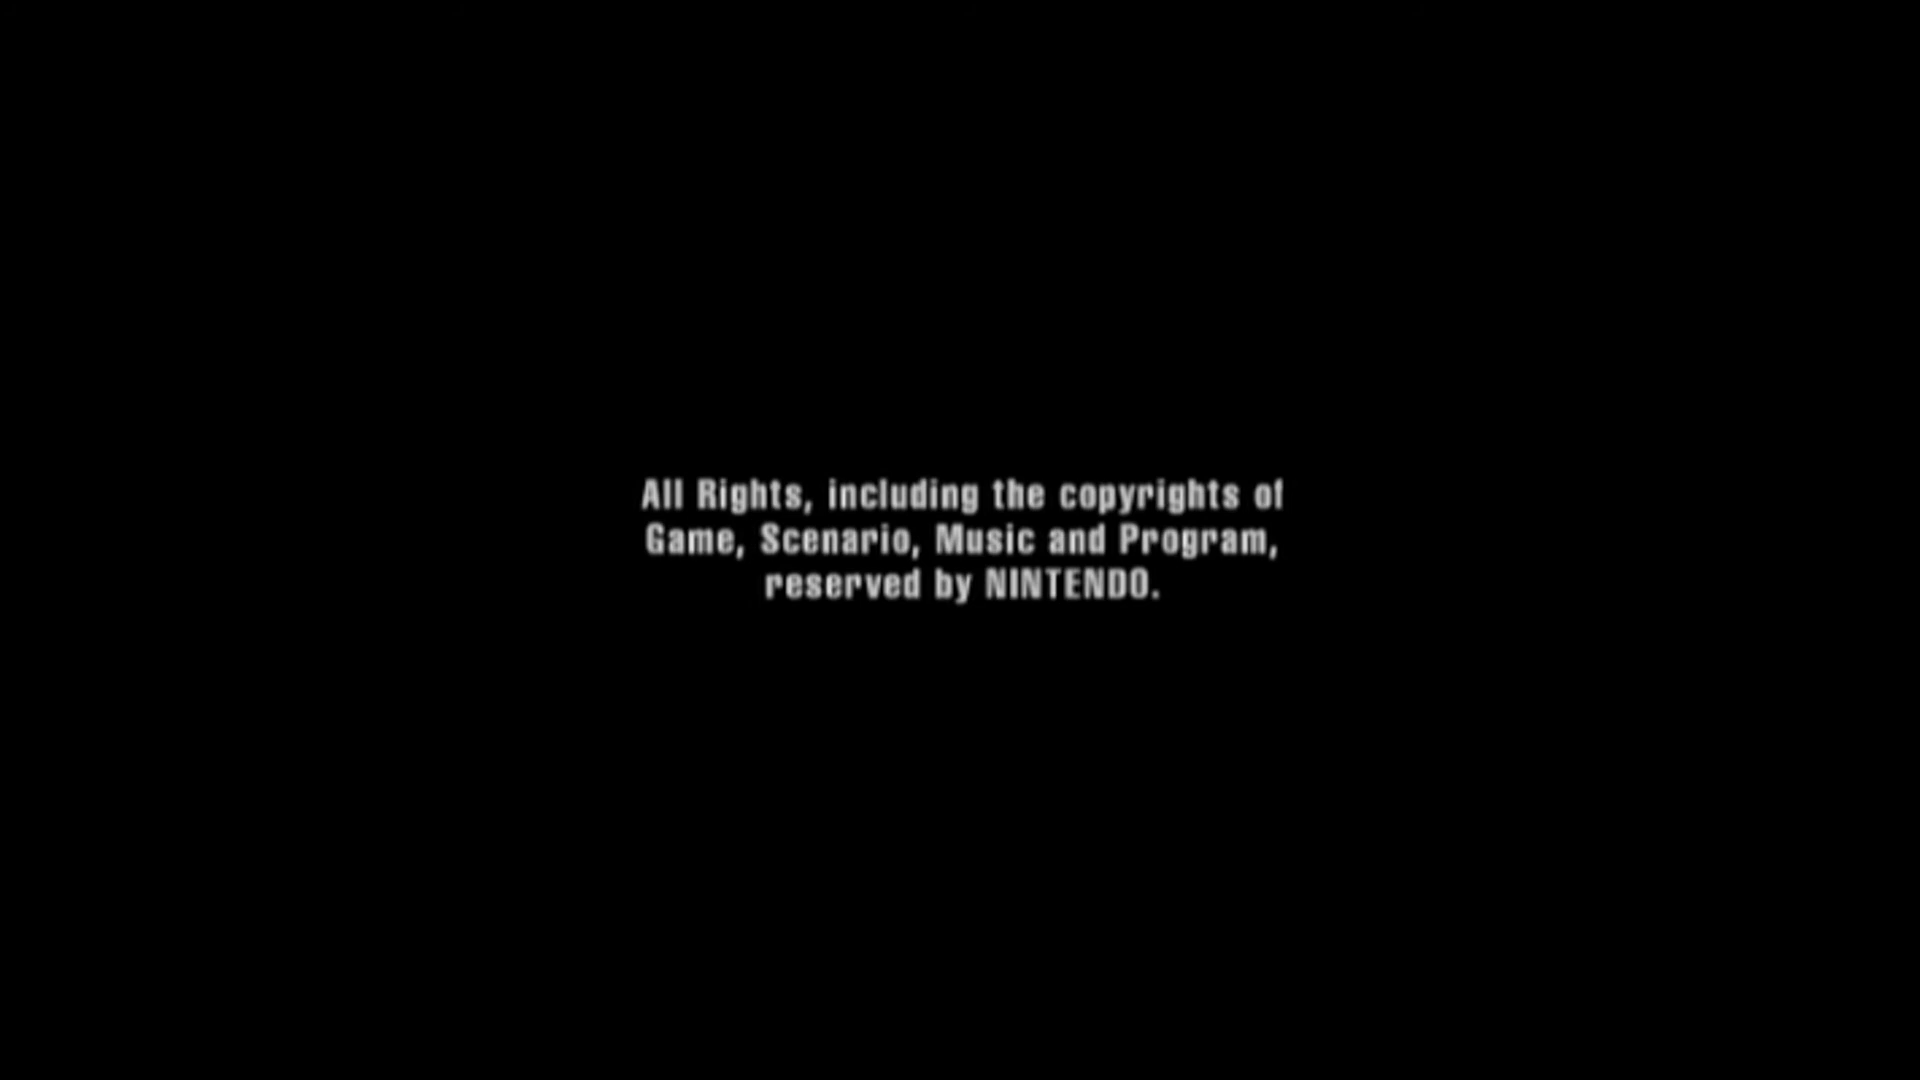 All Rights, including the copyrights of
Game, Scenario, Music and Program,
reserved by NINTENDO.